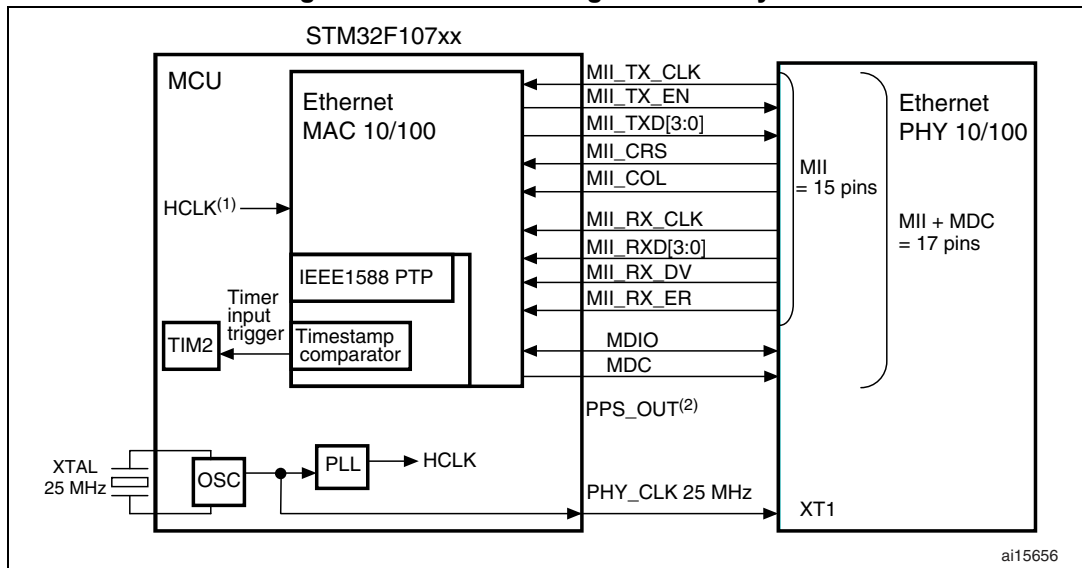 STM32F107xx
MCU
Ethernet
MAC 10/100
HCLK(1)
IEEE1588 PTP
Timer
input
trigger
Timestamp
comparator
TIM2
XTAL
25 MHz
OSC
PLL
HCLK
MII_TX_CLK
MII_TX_EN
MII_TXD[3:0]
MII_CRS
MII_COL
MII_RX_CLK
MII_RXD[3:0]
MII_RX_DV
MII_RX_ER
MDIO
MDC
PPS_OUT(2)
PHY_CLK 25 MHz
MII
= 15 pins
MII + MDC
= 17 pins
Ethernet
PHY 10/100
XT1
ai15656